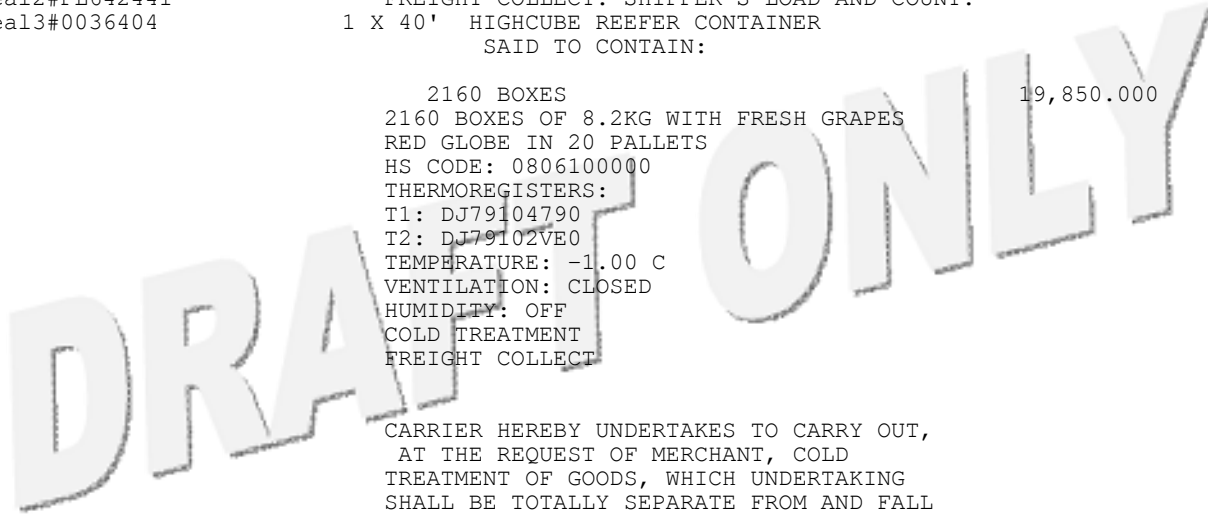 FREIGHT COLLECT. SHIPPER'S LOAD AND COUNT.
eal3#0036404 1 X 40' HIGHCUBE REEFER CONTAINER
SAID TO CONTAIN:
2160 BOXES 19,850.000
2160 BOXES OF 8.2KG WITH FRESH GRAPES
RED GLOBE IN 20 PALLETS
HS CODE: 0806100000
THERMOREGISTERS:
T1: DJ79104790
T2: DJ79102VE0
TEMPERATURE: -1.00 C
VENTILATION: CLOSED
HUMIDITY: OFF
COLD TREATMENT
FREIGHT COLLECT
CARRIER HEREBY UNDERTAKES TO CARRY OUT,
AT THE REQUEST OF MERCHANT, COLD
TREATMENT OF GOODS, WHICH UNDERTAKING
SHALL BE TOTALLY SEPARATE FROM AND FALL
DRAFT ONLY